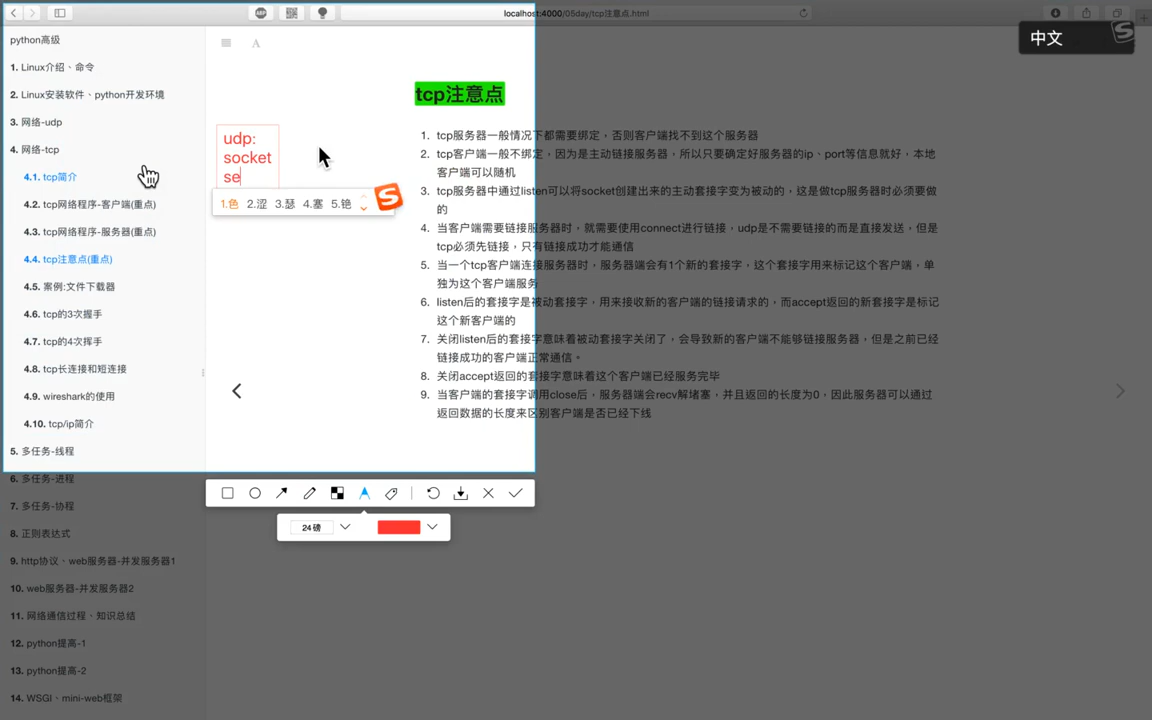 localhost:4000/05day/tcp注意点.html
中文
python高级
1. Linux介绍、命令
2. Linux安装软件、python开发环境
3. 网络-udp
4. 网络-tcp
4.1. tcp简介
4.2. tcp网络程序-客户端(重点)
4.3. tcp网络程序-服务器(重点)
4.4. tcp注意点(重点)
4.5. 案例:文件下载器
4.6. tcp的3次握手
4.7. tcp的4次挥手
4.8. tcp长连接和短连接
4.9. wireshark的使用
4.10. tcp/ip简介
5. 多任务-线程
6. 多任务-进程
7. 多任务-协程
8. 正则表达式
9. http协议、web服务器-并发服务器1
10. web服务器-并发服务器2
11. 网络通信过程、知识总结
12. python提高-1
13. python提高-2
14. WSGI、mini-web框架
A
udp:
socket
se
1.色 2.涩 3.瑟 4.塞 5.铯
S
tcp注意点
1. tcp服务器一般情况下都需要绑定，否则客户端找不到这个服务器
2. tcp客户端一般不绑定，因为是主动链接服务器，所以只要确定好服务器的ip、port等信息就好，本地
客户端可以随机
3. tcp服务器中通过listen可以将socket创建出来的主动套接字变为被动的，这是做tcp服务器时必须要做
的
4. 当客户端需要链接服务器时，就需要使用connect进行链接，udp是不需要链接的而是直接发送，但是
tcp必须先链接，只有链接成功才能通信
5. 当一个tcp客户端连接服务器时，服务器端会有1个新的套接字，这个套接字用来标记这个客户端，单
独为这个客户端服务
6. listen后的套接字是被动套接字，用来接收新的客户端的链接请求的，而accept返回的新套接字是标记
这个新客户端的
7. 关闭listen后的套接字意味着被动套接字关闭了，会导致新的客户端不能够链接服务器，但是之前已经
链接成功的客户端正常通信。
8. 关闭accept返回的套接字意味着这个客户端已经服务完毕
9. 当客户端的套接字调用close后，服务器端会recv解堵塞，并且返回的长度为0，因此服务器可以通过
返回数据的长度来区别客户端是否已经下线
24磅